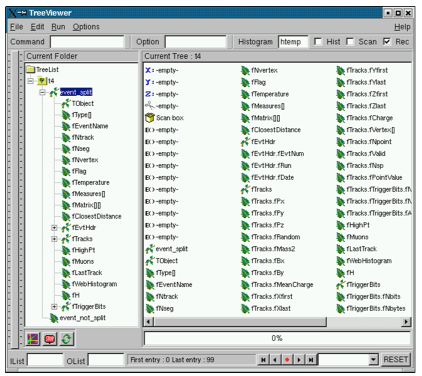 TreeViewer
File Edit Run Options Help
Command Option Histogram htemp Hist Scan Rec
Current Folder
TreeList
t4
event_split
TObject
fType[]
fEventName
fNtrack
fNseg
fNvertex
fFlag
fTemperature
fMeasures[]
fMatrix[][]
fClosestDistance
fEvtHdr
fTracks
fHighPt
fMuons
fLastTrack
fWebHistogram
fH
fTriggerBits
event_not_split
Current Tree : t4
X: -empty-
Y: -empty-
Z: -empty-
-empty-
Scan box
E() -empty-
E() -empty-
E() -empty-
E() -empty-
E() -empty-
E() -empty-
E() -empty-
E() -empty-
E() -empty-
E() -empty-
event_split
TObject
fType[]
fEventName
fNtrack
fNseg
fNvertex
fFlag
fTemperature
fMeasures[]
fMatrix[][]
fClosestDistance
fEvtHdr
fEvtHdr.fEvtNum
fEvtHdr.fRun
fEvtHdr.fDate
fTracks
fTracks.fPx
fTracks.fPy
fTracks.fPz
fTracks.fRandom
fTracks.fMass2
fTracks.fBx
fTracks.fBy
fTracks.fMeanCharge
fTracks.fXfirst
fTracks.fXlast
fTracks.fYfirst
fTracks.fYlast
fTracks.fZfirst
fTracks.fZlast
fTracks.fCharge
fTracks.fVertex[]
fTracks.fNpoint
fTracks.fValid
fTracks.fNsp
fTracks.fPointValue
fTracks.fTriggerBits.fN
fTracks.fTriggerBits.fN
fTracks.fTriggerBits.fA
fHighPt
fMuons
fLastTrack
fWebHistogram
fH
fTriggerBits
fTriggerBits.fNbits
fTriggerBits.fNbytes
STOP
0%
IList OList First entry : 0 Last entry : 99 RESET